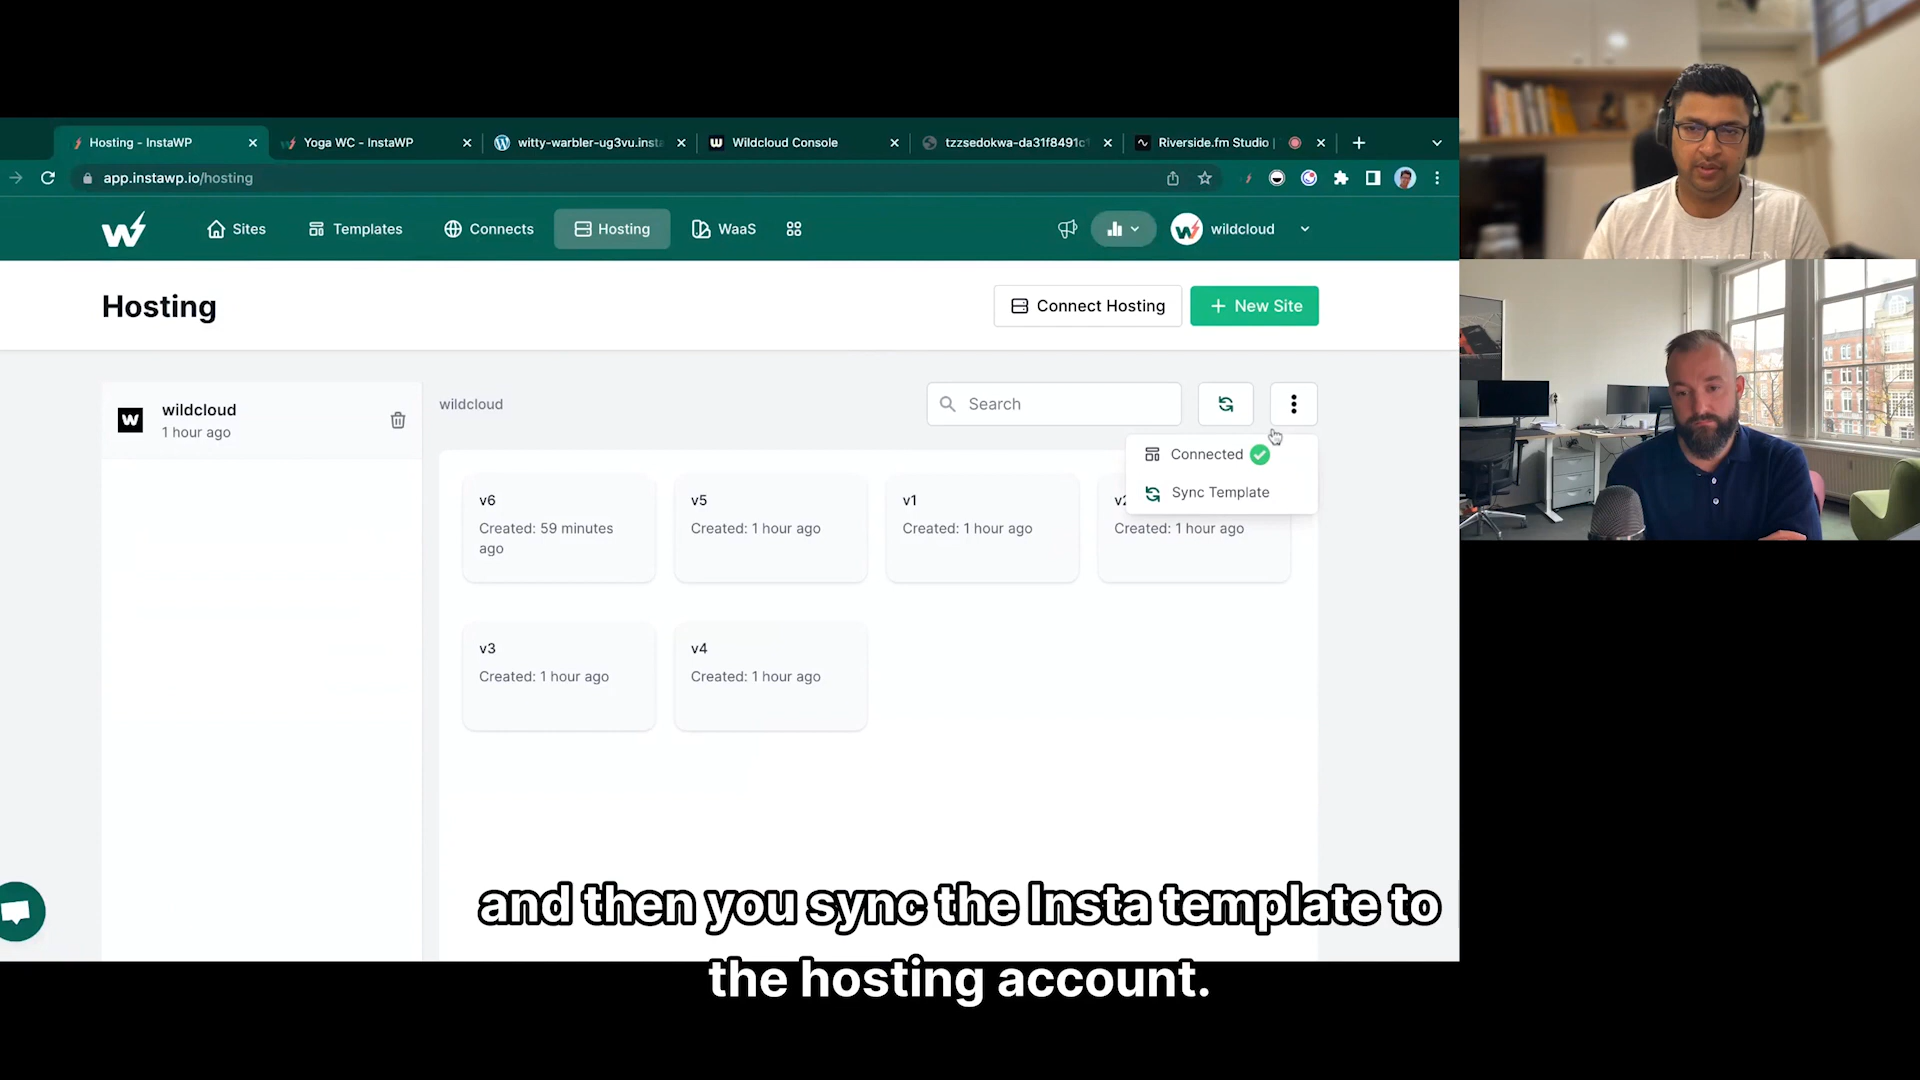 Hosting - InstaWP
Yoga WC - InstaWP
witty-warbler-ug3vu.insta
Wildcloud Console
tzzsedokwa-da31f8491c1
Riverside.fm Studio |
app.instawp.io/hosting
Sites
Templates
Connects
Hosting
WaaS
wildcloud
Hosting
Connect Hosting
+ New Site
wildcloud
1 hour ago
wildcloud
Search
Connected
Sync Template
v6
Created: 59 minutes
ago
v5
Created: 1 hour ago
v1
Created: 1 hour ago
v2
Created: 1 hour ago
v3
Created: 1 hour ago
v4
Created: 1 hour ago
and then you sync the Insta template to
the hosting account.